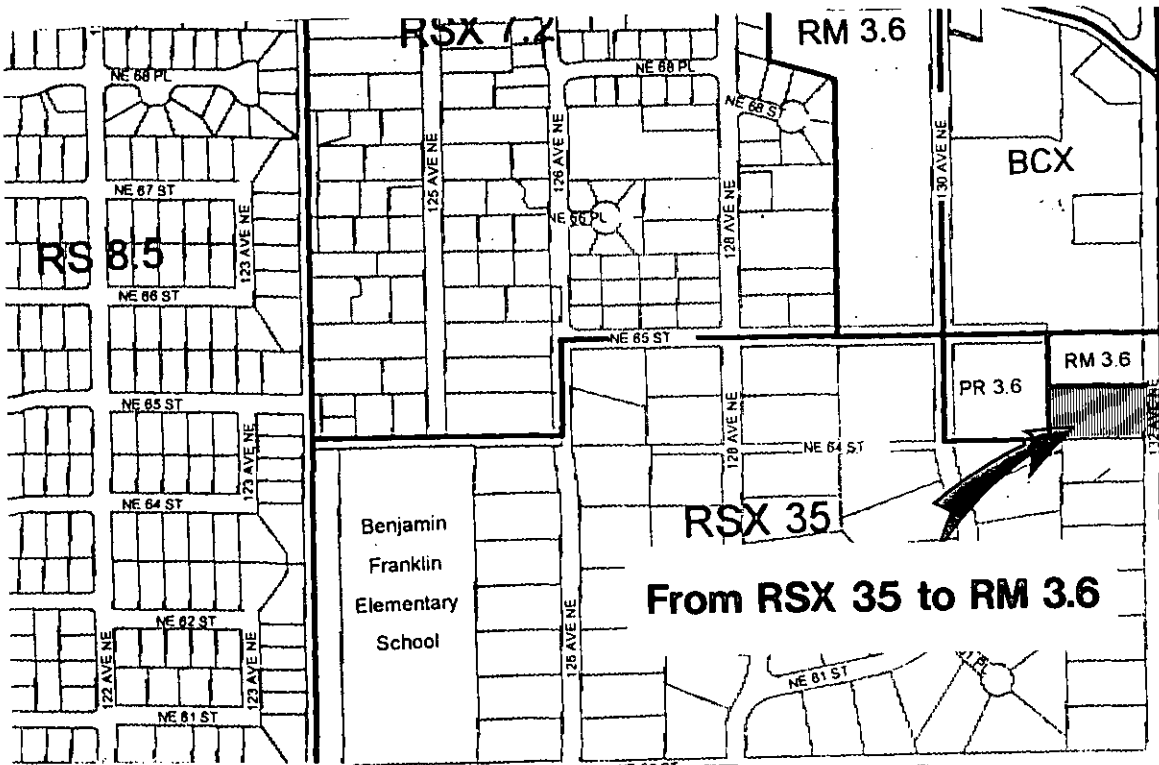 RSX 7.2
RM 3.6
NE 68 PL
NE 68 PL
NE 68 ST
125 AVE NE
126 AVE NE
130 AVE NE
BCX
NE 67 ST
NE 66 PL
123 AVE NE
128 AVE NE
RS 8.5
NE 66 ST
NE 65 ST
RM 3.6
PR 3.6
132 AVE NE
NE 65 ST
128 AVE NE
NE 64 ST
123 AVE NE
NE 64 ST
RSX 35
Benjamin
Franklin
Elementary
School
From RSX 35 to RM 3.6
NE 62 ST
122 AVE NE
123 AVE NE
125 AVE NE
NE 61 ST
NE 61 ST